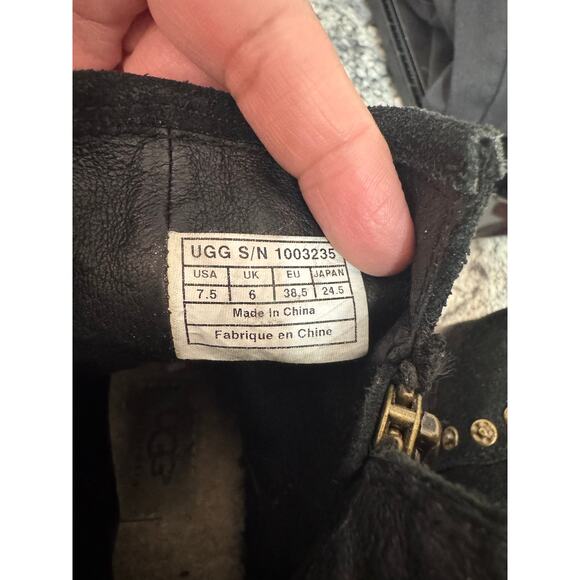 UGG S/N 1003235
USA UK EU JAPAN
7.5 6 38.5 24.5
Made In China
Fabrique en Chine
UGG